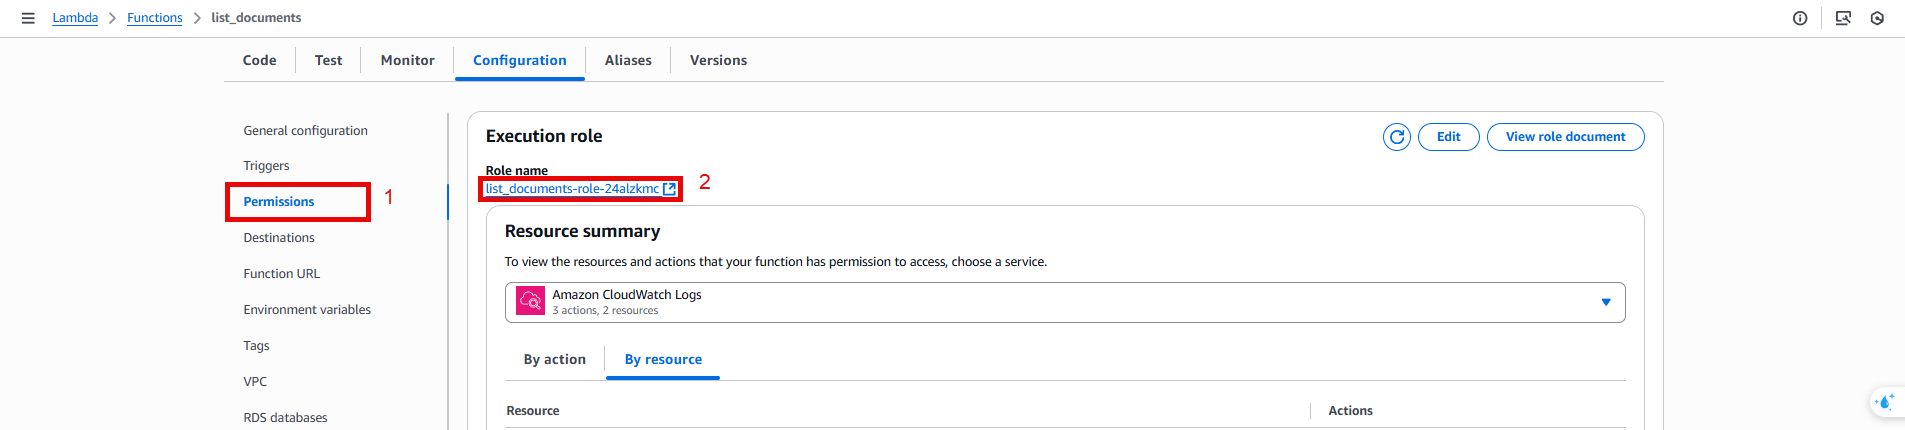 Lambda > Functions > list_documents
Code Test Monitor Configuration Aliases Versions
General configuration
Triggers
Permissions 1
Destinations
Function URL
Environment variables
Tags
VPC
RDS databases
Execution role
Edit View role document
Role name
list_documents-role-24alzkmc 2
Resource summary
To view the resources and actions that your function has permission to access, choose a service.
Amazon CloudWatch Logs
3 actions, 2 resources
By action By resource
Resource Actions